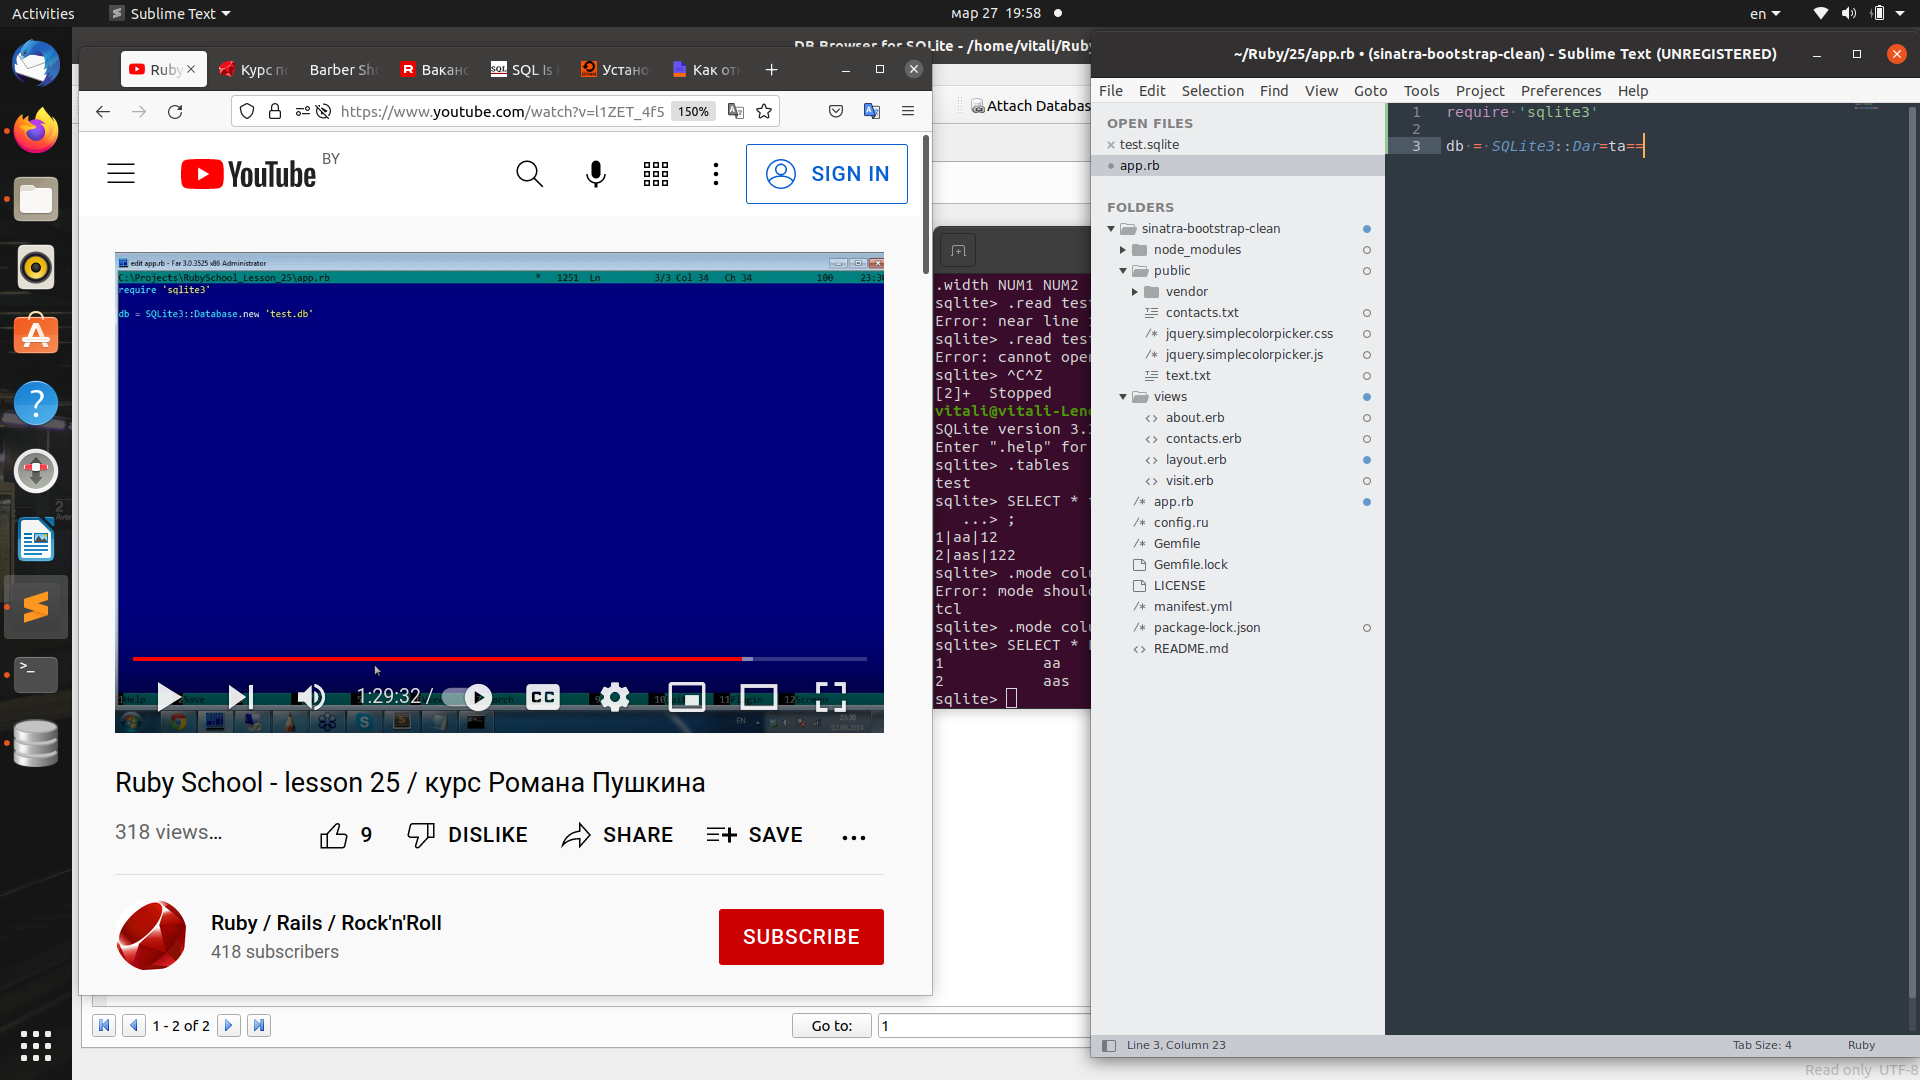 Activities
Sublime Text
мар 27 19:58
en
DB Browser for SQLite - /home/vitali/Ruby
Ruby
Курс по
Barber Sh
Вакан
SQL Is
Устано
Как от
https://www.youtube.com/watch?v=l1ZET_4f5
150%
Attach Databas
YouTube BY
SIGN IN
edit app.rb - Far 3.0.3525 x86 Administrator
C:\Projects\RubySchool_Lesson_25\app.rb * 1251 Ln 3/3 Col 34 Ch 34 100 23:30
require 'sqlite3'
db = SQLite3::Database.new 'test.db'
1:29:32 /
CC
EN
Ruby School - lesson 25 / курс Романа Пушкина
318 views...
9
DISLIKE
SHARE
SAVE
Ruby / Rails / Rock'n'Roll
418 subscribers
SUBSCRIBE
1 - 2 of 2
Go to:
1
.width NUM1 NUM2
sqlite> .read test
Error: near line
sqlite> .read test
Error: cannot open
sqlite> ^C^Z
[2]+ Stopped
vitali@vitali-Leno
SQLite version 3.
Enter ".help" for
sqlite> .tables
test
sqlite> SELECT *
...> ;
1|aa|12
2|aas|122
sqlite> .mode colu
Error: mode should
tcl
sqlite> .mode colu
sqlite> SELECT *
1 aa
2 aas
sqlite>
~/Ruby/25/app.rb • (sinatra-bootstrap-clean) - Sublime Text (UNREGISTERED)
File Edit Selection Find View Goto Tools Project Preferences Help
OPEN FILES
test.sqlite
app.rb
FOLDERS
sinatra-bootstrap-clean
node_modules
public
vendor
contacts.txt
jquery.simplecolorpicker.css
jquery.simplecolorpicker.js
text.txt
views
about.erb
contacts.erb
layout.erb
visit.erb
app.rb
config.ru
Gemfile
Gemfile.lock
LICENSE
manifest.yml
package-lock.json
README.md
1 require 'sqlite3'
2
3 db = SQLite3::Dar=ta==
Line 3, Column 23
Tab Size: 4
Ruby
Read only UTF-8